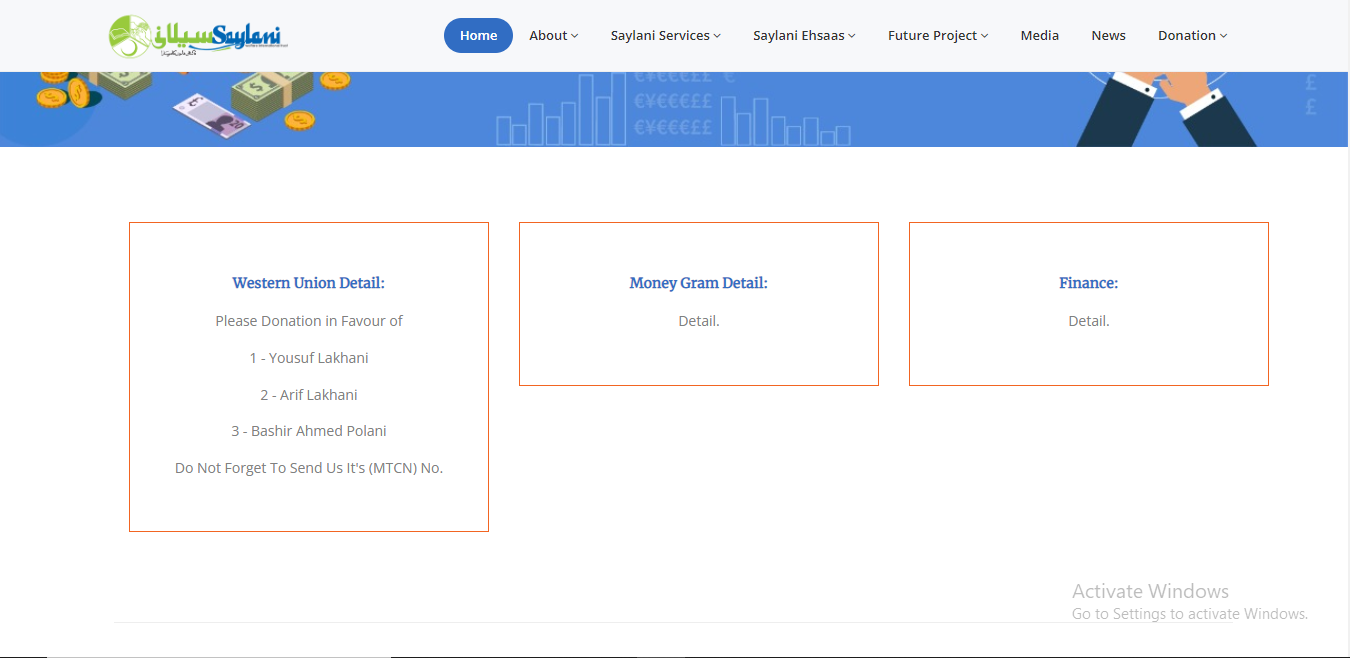 سیلانی Saylani
Home About Saylani Services Saylani Ehsaas Future Project Media News Donation
€¥€€££ €
€¥€€££
€¥€€££
£
£
$
$
£
20
Western Union Detail:
Please Donation in Favour of
1 - Yousuf Lakhani
2 - Arif Lakhani
3 - Bashir Ahmed Polani
Do Not Forget To Send Us It's (MTCN) No.
Money Gram Detail:
Detail.
Finance:
Detail.
Activate Windows
Go to Settings to activate Windows.